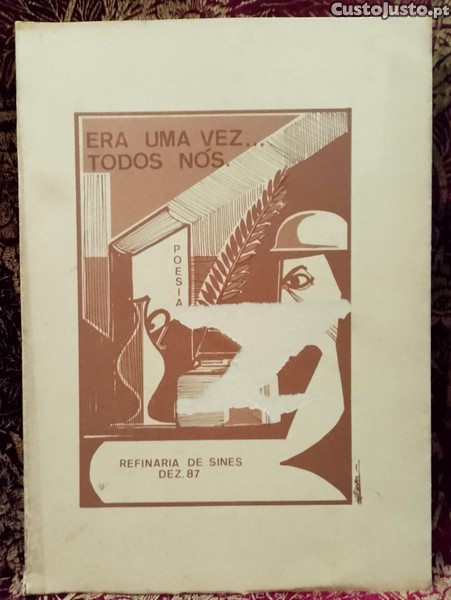 CustoJusto.pt
ERA UMA VEZ...
TODOS NÓS.
POESIA
REFINARIA DE SINES
DEZ. 87